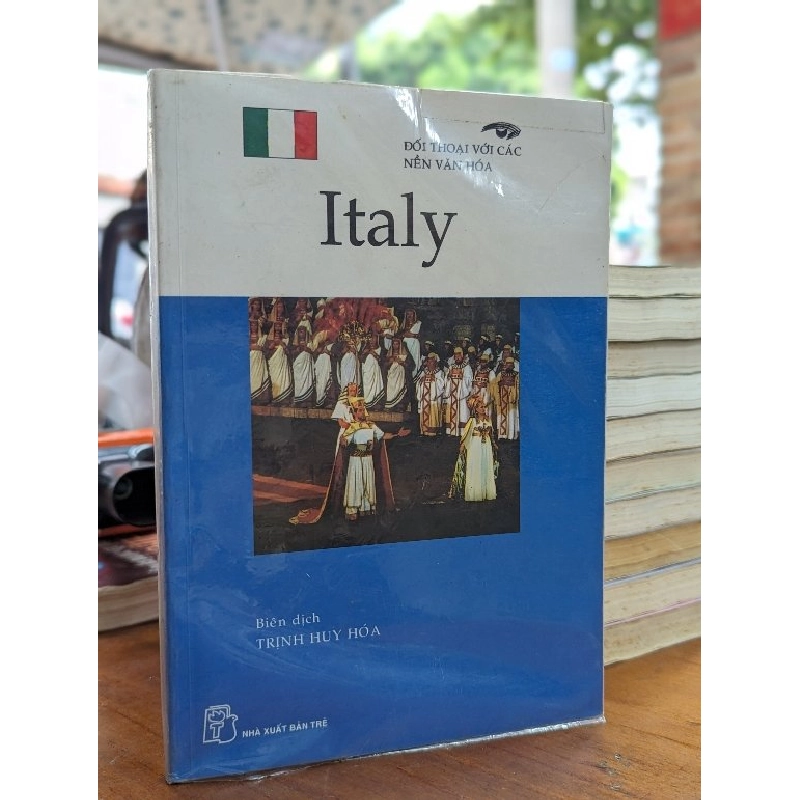 ĐỐI THOẠI VỚI CÁC
NỀN VĂN HÓA
Italy
Biên dịch
TRỊNH HUY HÓA
NHÀ XUẤT BẢN TRẺ